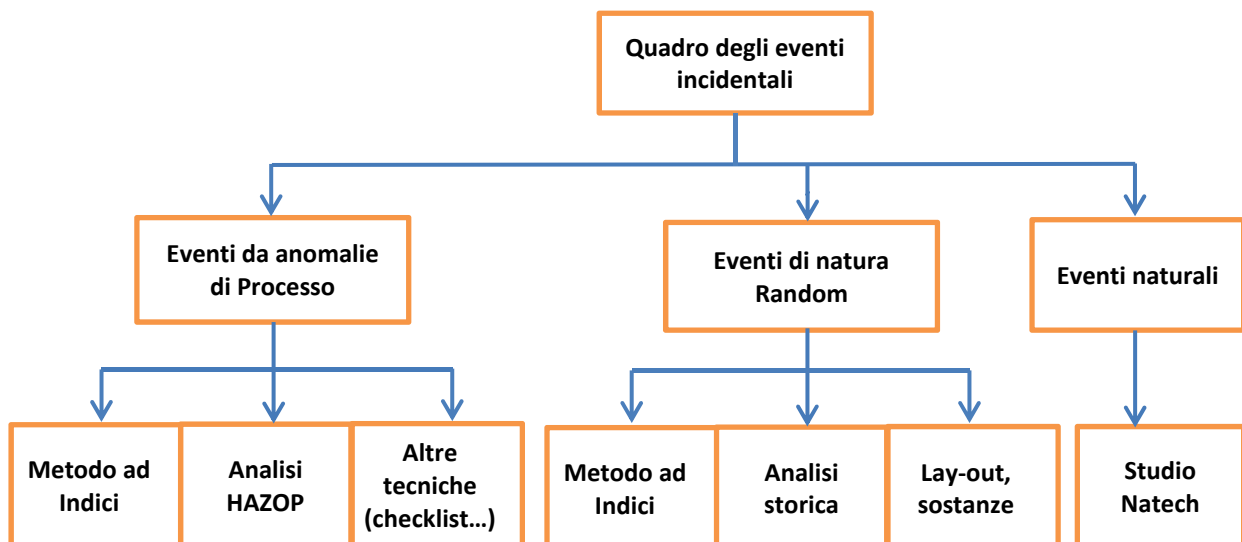 Quadro degli eventi
incidentali
Eventi da anomalie
di Processo
Eventi di natura
Random
Eventi naturali
Metodo ad
Indici
Analisi
HAZOP
Altre
tecniche
(checklist…)
Metodo ad
Indici
Analisi
storica
Lay-out,
sostanze
Studio
Natech